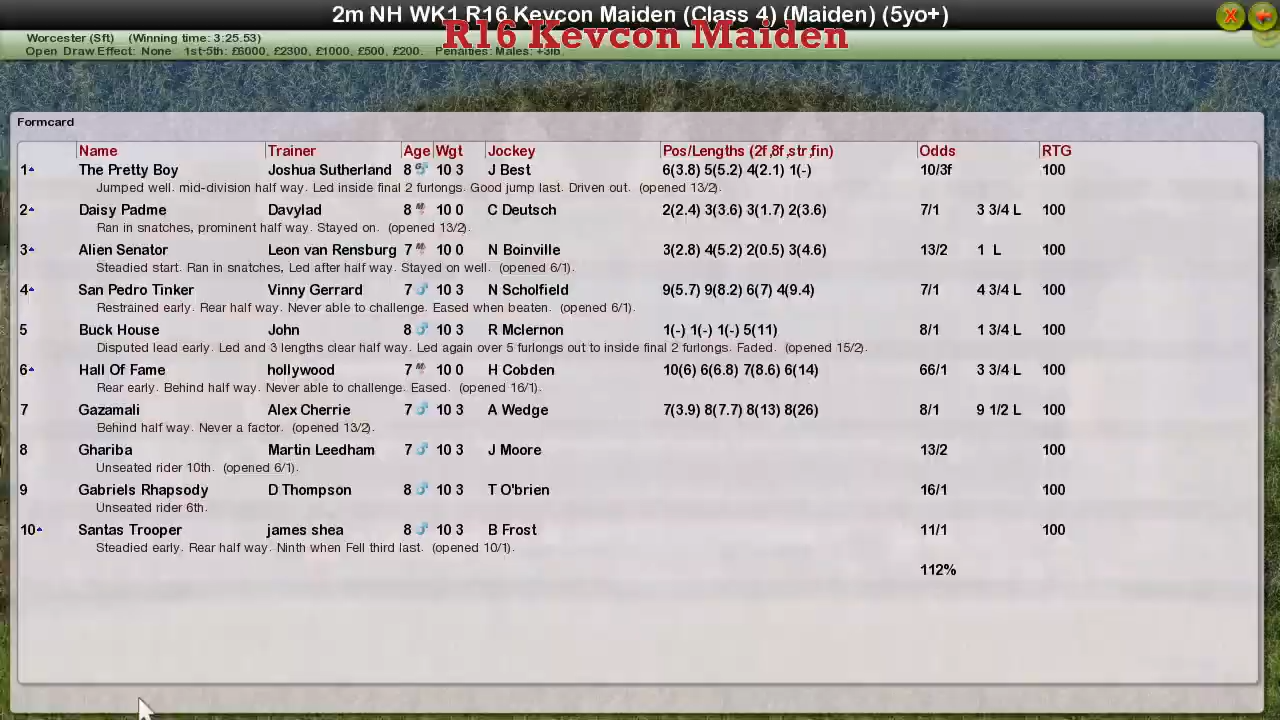 2m NH WK1 R16 Kevcon Maiden (Class 4) (Maiden) (5yo+)
R16 Kevcon Maiden
Worcester (Sft) (Winning time: 3:25.53)
Open Draw Effect: None 1st-5th: £6000, £2300, £1000, £500, £200. Penalties: Males: +3lb.
Formcard
Name Trainer Age Wgt Jockey Pos/Lengths (2f,8f,str,fin) Odds RTG
1 The Pretty Boy Joshua Sutherland 8 10 3 J Best 6(3.8) 5(5.2) 4(2.1) 1(-) 10/3f 100
Jumped well. mid-division half way. Led inside final 2 furlongs. Good jump last. Driven out. (opened 13/2).
2 Daisy Padme Davylad 8 10 0 C Deutsch 2(2.4) 3(3.6) 3(1.7) 2(3.6) 7/1 3 3/4 L 100
Ran in snatches, prominent half way. Stayed on. (opened 13/2).
3 Alien Senator Leon van Rensburg 7 10 0 N Boinville 3(2.8) 4(5.2) 2(0.5) 3(4.6) 13/2 1 L 100
Steadied start. Ran in snatches, Led after half way. Stayed on well. (opened 6/1).
4 San Pedro Tinker Vinny Gerrard 7 10 3 N Scholfield 9(5.7) 9(8.2) 6(7) 4(9.4) 7/1 4 3/4 L 100
Restrained early. Rear half way. Never able to challenge. Eased when beaten. (opened 6/1).
5 Buck House John 8 10 3 R Mclernon 1(-) 1(-) 1(-) 5(11) 8/1 1 3/4 L 100
Disputed lead early. Led and 3 lengths clear half way. Led again over 5 furlongs out to inside final 2 furlongs. Faded. (opened 15/2).
6 Hall Of Fame hollywood 7 10 0 H Cobden 10(6) 6(6.8) 7(8.6) 6(14) 66/1 3 3/4 L 100
Rear early. Behind half way. Never able to challenge. Eased. (opened 16/1).
7 Gazamali Alex Cherrie 7 10 3 A Wedge 7(3.9) 8(7.7) 8(13) 8(26) 8/1 9 1/2 L 100
Behind half way. Never a factor. (opened 13/2).
8 Ghariba Martin Leedham 7 10 3 J Moore 13/2 100
Unseated rider 10th. (opened 6/1).
9 Gabriels Rhapsody D Thompson 8 10 3 T O'brien 16/1 100
Unseated rider 6th.
10 Santas Trooper james shea 8 10 3 B Frost 11/1 100
Steadied early. Rear half way. Ninth when Fell third last. (opened 10/1).
112%